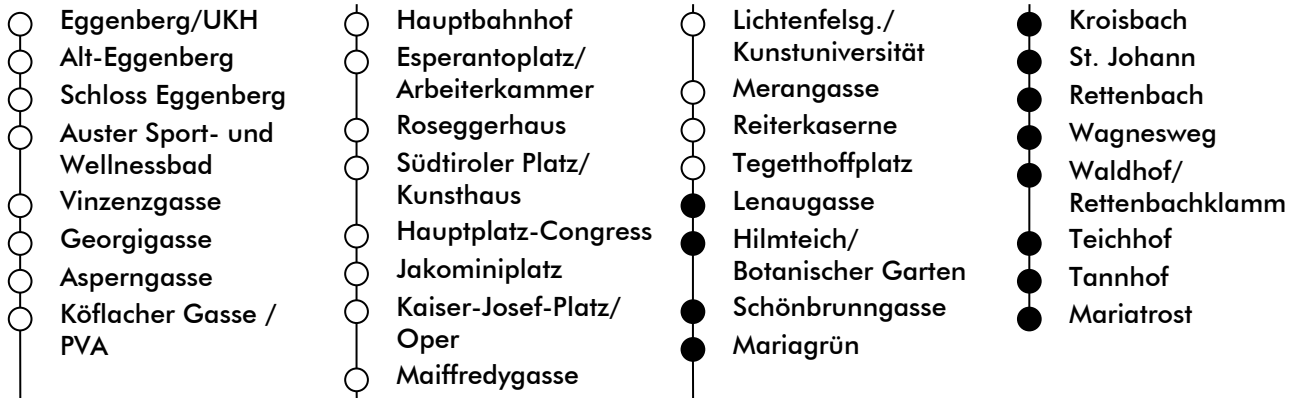 Eggenberg/UKH
Alt-Eggenberg
Schloss Eggenberg
Auster Sport- und
Wellnessbad
Vinzenzgasse
Georgigasse
Asperngasse
Köflacher Gasse /
PVA
Hauptbahnhof
Esperantoplatz/
Arbeiterkammer
Roseggerhaus
Südtiroler Platz/
Kunsthaus
Hauptplatz-Congress
Jakominiplatz
Kaiser-Josef-Platz/
Oper
Maiffredygasse
Lichtenfelsg./
Kunstuniversität
Merangasse
Reiterkaserne
Tegetthoffplatz
Lenaugasse
Hilmteich/
Botanischer Garten
Schönbrunngasse
Mariagrün
Kroisbach
St. Johann
Rettenbach
Wagnesweg
Waldhof/
Rettenbachklamm
Teichhof
Tannhof
Mariatrost